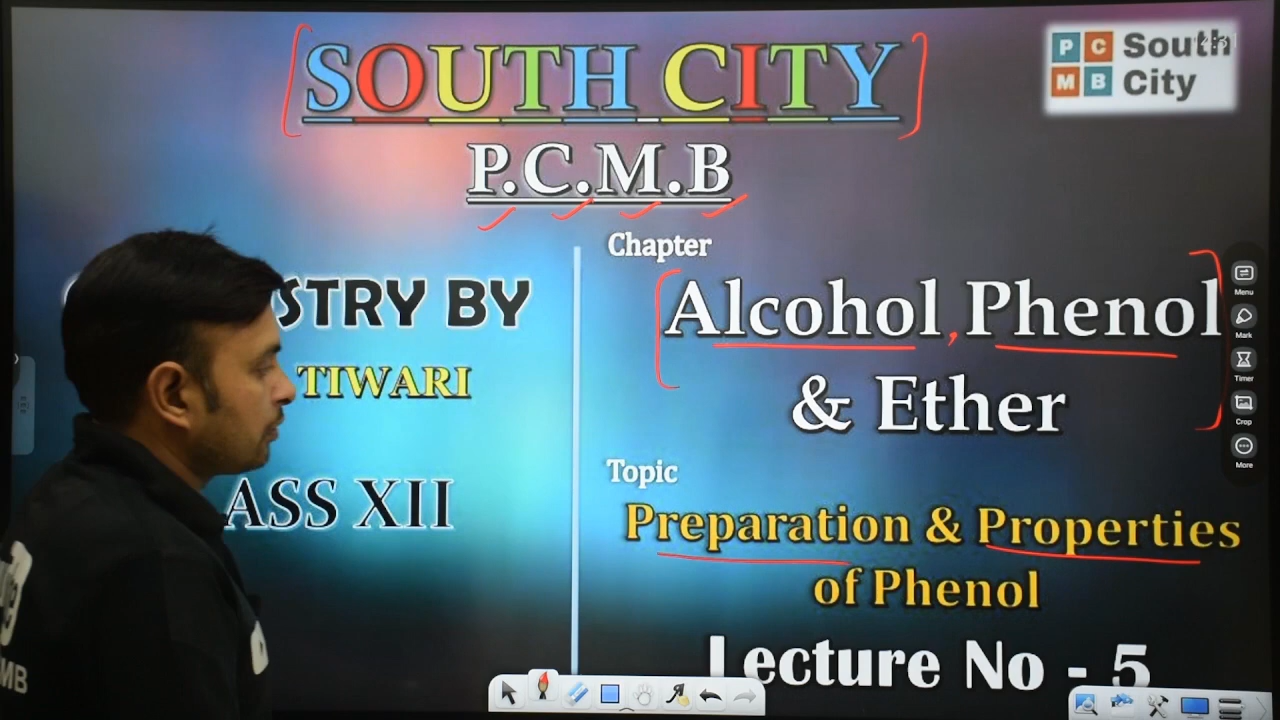 SOUTH CITY
P.C.M.B
P C South
M B City
STRY BY
TIWARI
ASS XII
Chapter
Alcohol, Phenol
& Ether
Topic
Preparation & Properties
of Phenol
Lecture No - 5
Menu
Mark
Timer
Crop
More
MB